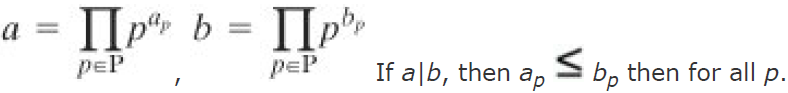 a = ∏_{p∈P} p^{a_p} , b = ∏_{p∈P} p^{b_p} If a|b, then a_p ≤ b_p then for all p.